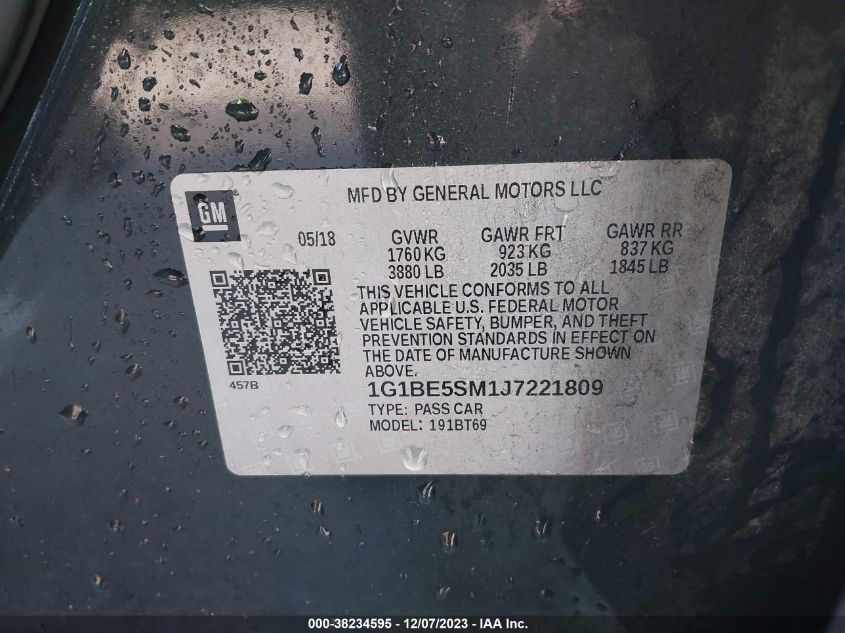 MFD BY GENERAL MOTORS LLC
GM
05/18
GVWR GAWR FRT GAWR RR
1760 KG 923 KG 837 KG
3880 LB 2035 LB 1845 LB
THIS VEHICLE CONFORMS TO ALL
APPLICABLE U.S. FEDERAL MOTOR
VEHICLE SAFETY, BUMPER, AND THEFT
PREVENTION STANDARDS IN EFFECT ON
THE DATE OF MANUFACTURE SHOWN
ABOVE.
457B
1G1BE5SM1J7221809
TYPE: PASS CAR
MODEL: 191BT69
000-38234595 - 12/07/2023 - IAA Inc.